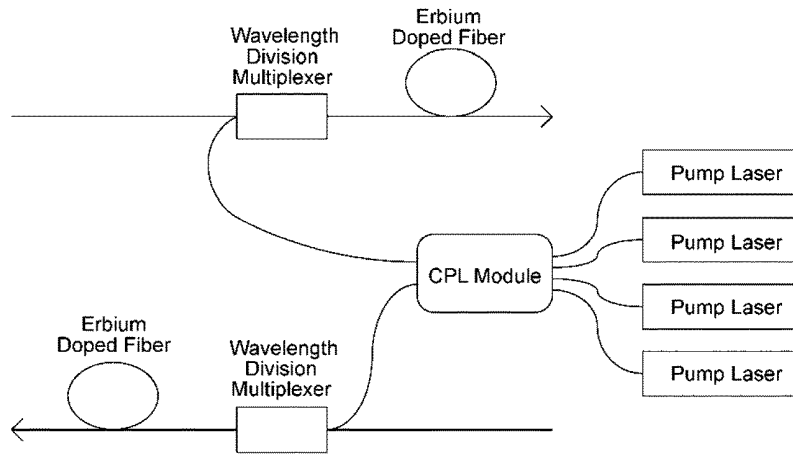 Wavelength
Division
Multiplexer
Erbium
Doped Fiber
Pump Laser
Pump Laser
CPL Module
Pump Laser
Pump Laser
Erbium
Doped Fiber
Wavelength
Division
Multiplexer